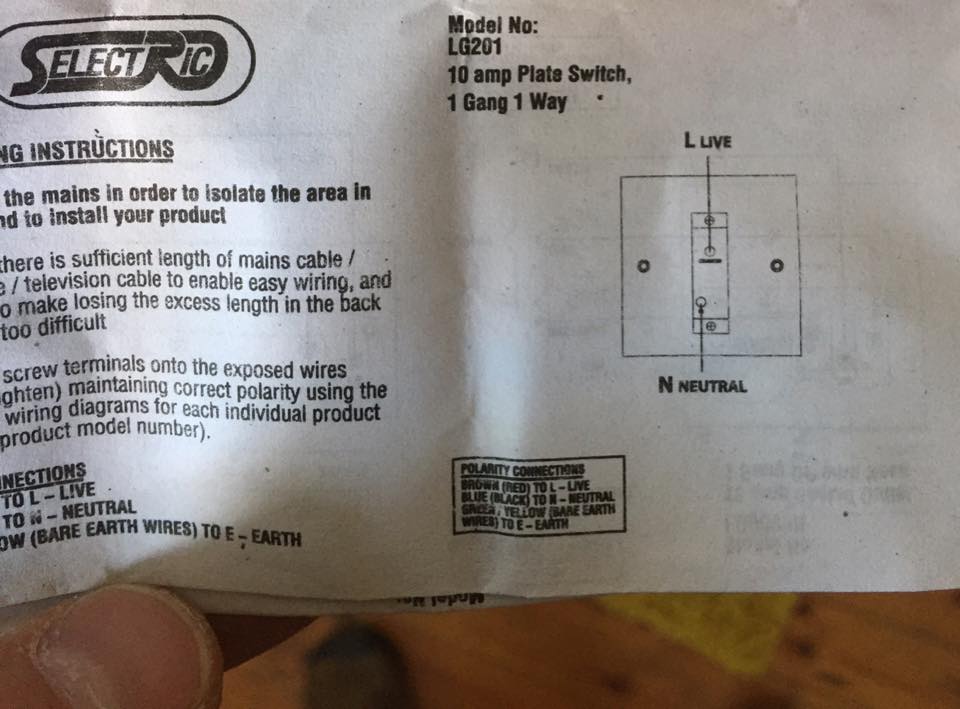 SELECTRIC
Model No:
LG201
10 amp Plate Switch,
1 Gang 1 Way
NG INSTRUCTIONS
the mains in order to isolate the area in
nd to install your product
there is sufficient length of mains cable /
e / television cable to enable easy wiring, and
o make losing the excess length in the back
too difficult
screw terminals onto the exposed wires
ghten) maintaining correct polarity using the
wiring diagrams for each individual product
product model number).
NNECTIONS
TO L – LIVE
TO N – NEUTRAL
OW (BARE EARTH WIRES) TO E – EARTH
L LIVE
N NEUTRAL
POLARITY CONNECTIONS
BROWN (RED) TO L – LIVE
BLUE (BLACK) TO N – NEUTRAL
GREEN / YELLOW (BARE EARTH
WIRES) TO E – EARTH
Model No: